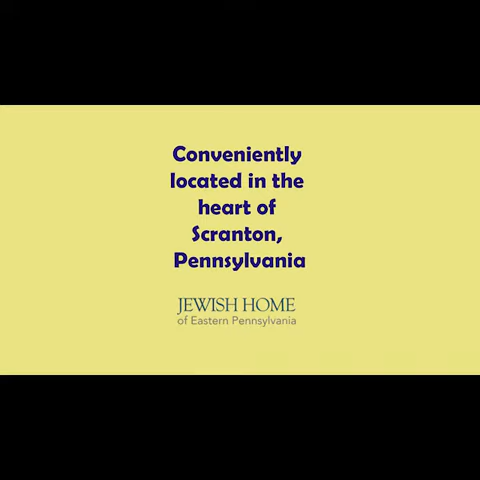 Conveniently
located in the
heart of
Scranton,
Pennsylvania
JEWISH HOME
of Eastern Pennsylvania